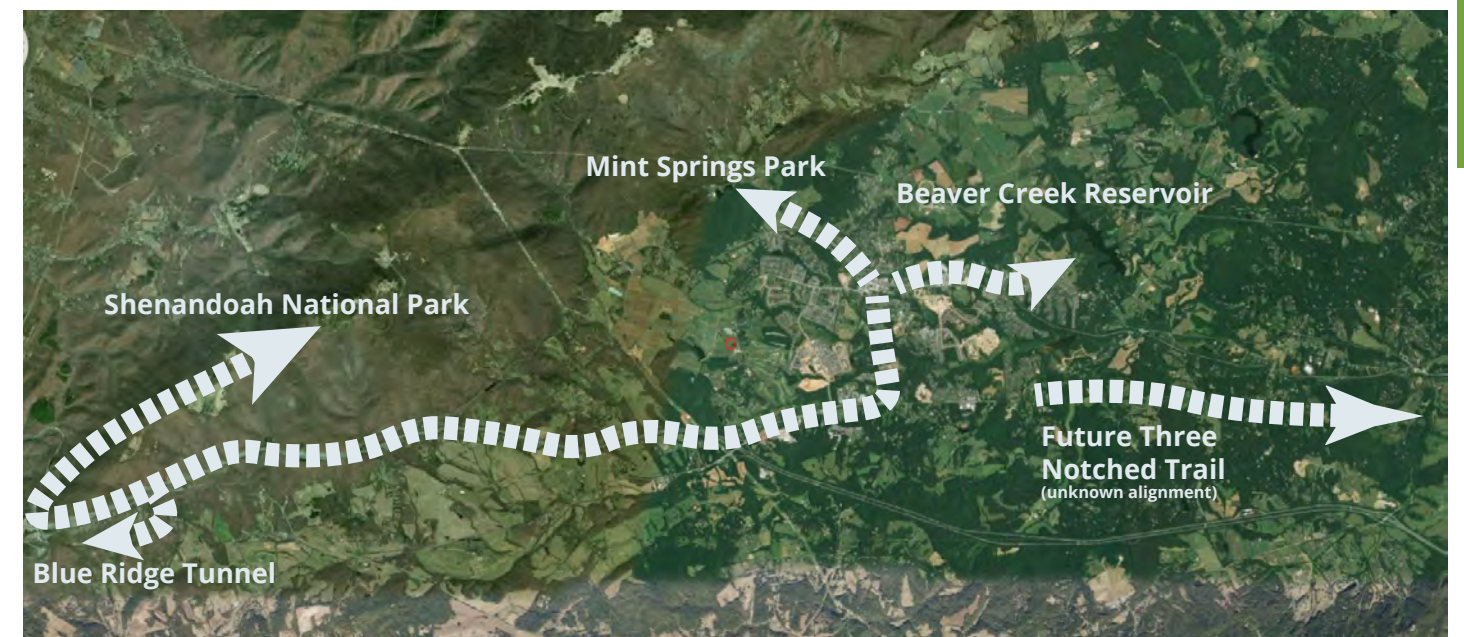 Mint Springs Park
Beaver Creek Reservoir
Shenandoah National Park
Future Three
Notched Trail
(unknown alignment)
Blue Ridge Tunnel